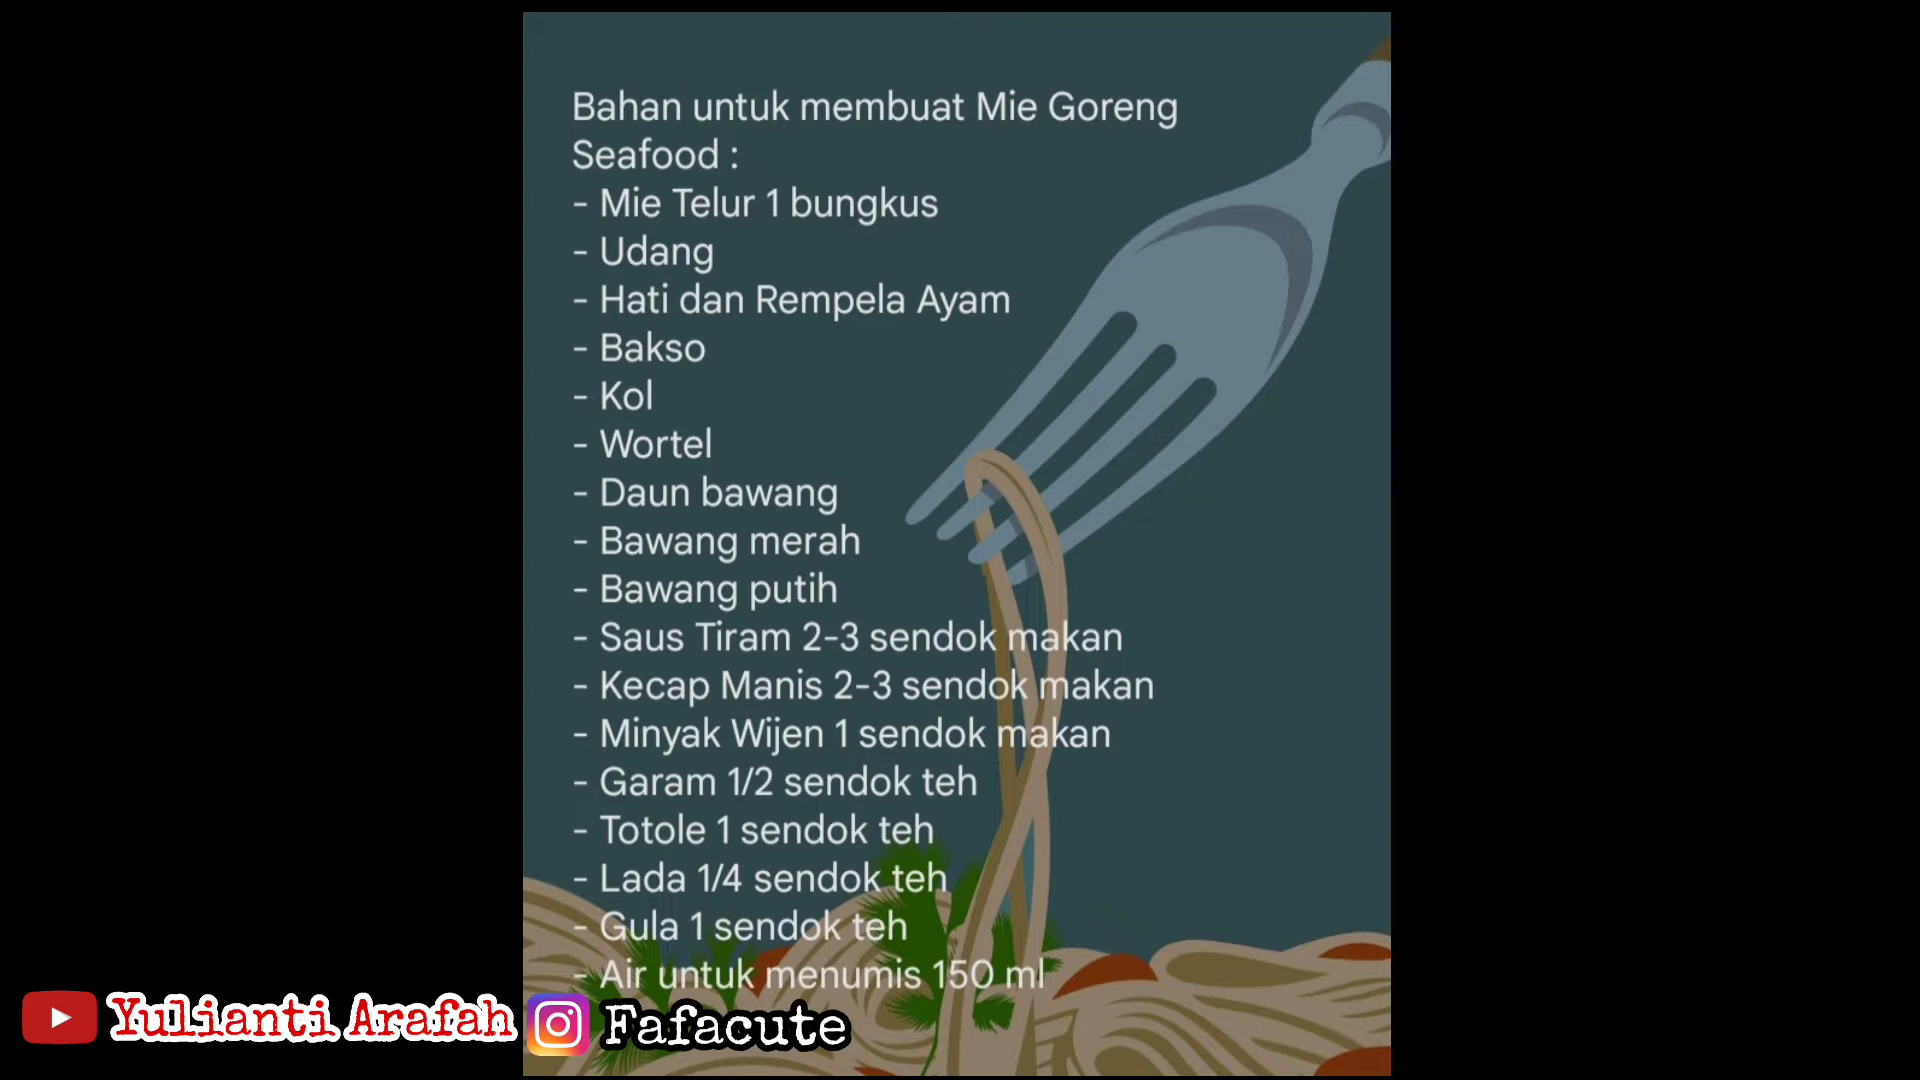 Bahan untuk membuat Mie Goreng
Seafood :
- Mie Telur 1 bungkus
- Udang
- Hati dan Rempela Ayam
- Bakso
- Kol
- Wortel
- Daun bawang
- Bawang merah
- Bawang putih
- Saus Tiram 2-3 sendok makan
- Kecap Manis 2-3 sendok makan
- Minyak Wijen 1 sendok makan
- Garam 1/2 sendok teh
- Totole 1 sendok teh
- Lada 1/4 sendok teh
- Gula 1 sendok teh
- Air untuk menumis 150 ml
Yulianti Arafah Fafacute